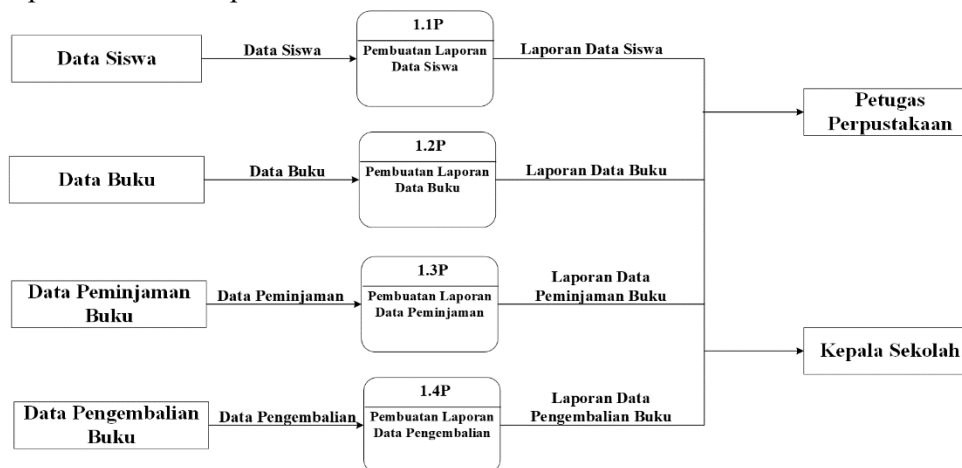 1.1P
Data Siswa
Data Siswa
Pembuatan Laporan
Data Siswa
Laporan Data Siswa
Petugas
Perpustakaan
1.2P
Data Buku
Data Buku
Pembuatan Laporan
Data Buku
Laporan Data Buku
1.3P
Data Peminjaman
Buku
Data Peminjaman
Pembuatan Laporan
Data Peminjaman
Laporan Data
Peminjaman Buku
Kepala Sekolah
1.4P
Data Pengembalian
Buku
Data Pengembalian
Pembuatan Laporan
Data Pengembalian
Laporan Data
Pengembalian Buku